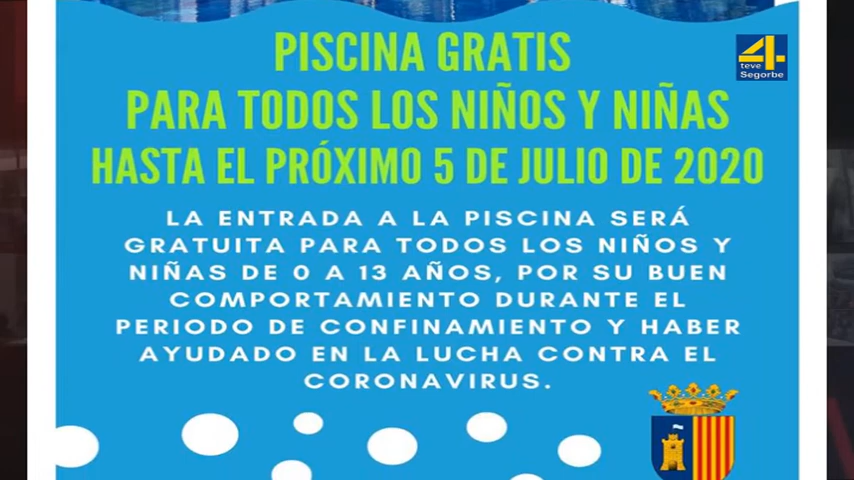 PISCINA GRATIS
PARA TODOS LOS NIÑOS Y NIÑAS
HASTA EL PRÓXIMO 5 DE JULIO DE 2020
LA ENTRADA A LA PISCINA SERÁ
GRATUITA PARA TODOS LOS NIÑOS Y
NIÑAS DE 0 A 13 AÑOS, POR SU BUEN
COMPORTAMIENTO DURANTE EL
PERIODO DE CONFINAMIENTO Y HABER
AYUDADO EN LA LUCHA CONTRA EL
CORONAVIRUS.
4
teve
Segorbe